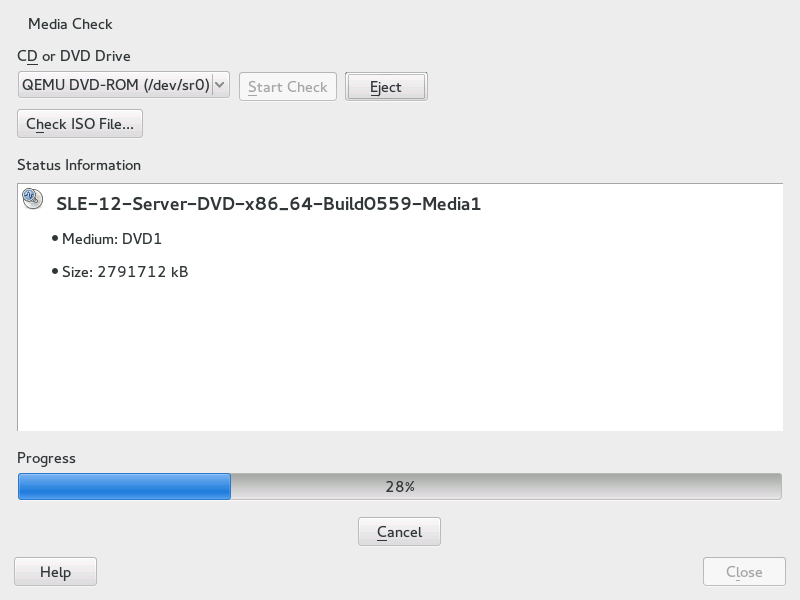 Media Check
CD or DVD Drive
QEMU DVD-ROM (/dev/sr0)
Start Check
Eject
Check ISO File...
Status Information
SLE-12-Server-DVD-x86_64-Build0559-Media1
• Medium: DVD1
• Size: 2791712 kB
Progress
28%
Cancel
Help
Close